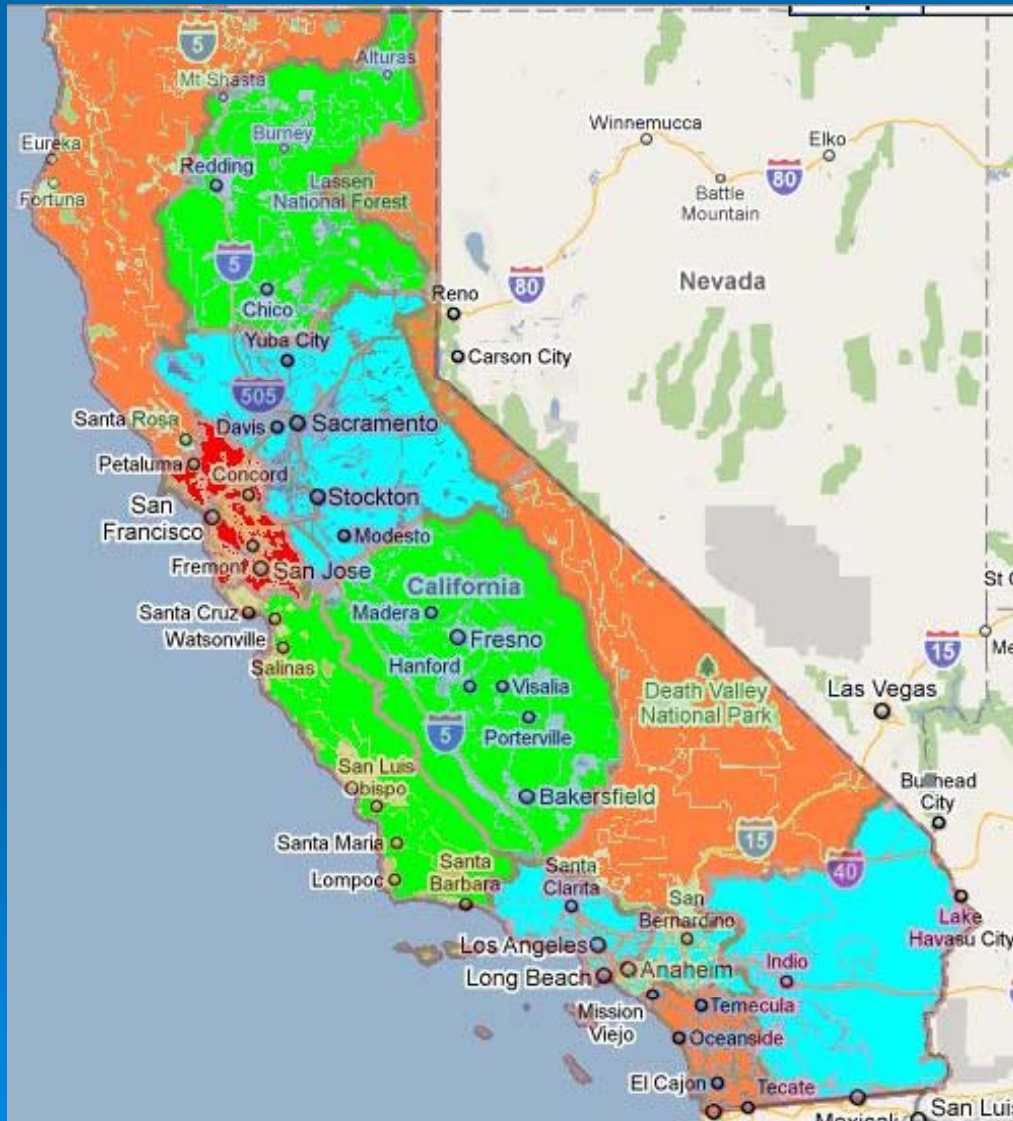 5
Alturas
Mt Shasta
Winnemucca
Elko
Burney
Eureka
Redding
80
Battle
Mountain
Fortuna
Lassen
National Forest
5
80
Nevada
Chico
Reno
Yuba City
Carson City
505
Santa Rosa
Davis
Sacramento
Petaluma
Concord
Stockton
San
Francisco
Modesto
Fremont
San Jose
California
St
Santa Cruz
Madera
Watsonville
Fresno
15
Salinas
Hanford
Visalia
Las Vegas
Death Valley
National Park
5
Porterville
San Luis
Obispo
Bakersfield
Bullhead
City
Santa Maria
15
Lompoc
Santa
Barbara
Santa
Clarita
40
San
Bernardino
Lake
Havasu City
Los Angeles
Long Beach
Anaheim
Indio
Mission
Viejo
Temecula
Oceanside
El Cajon
Tecate
San Luis